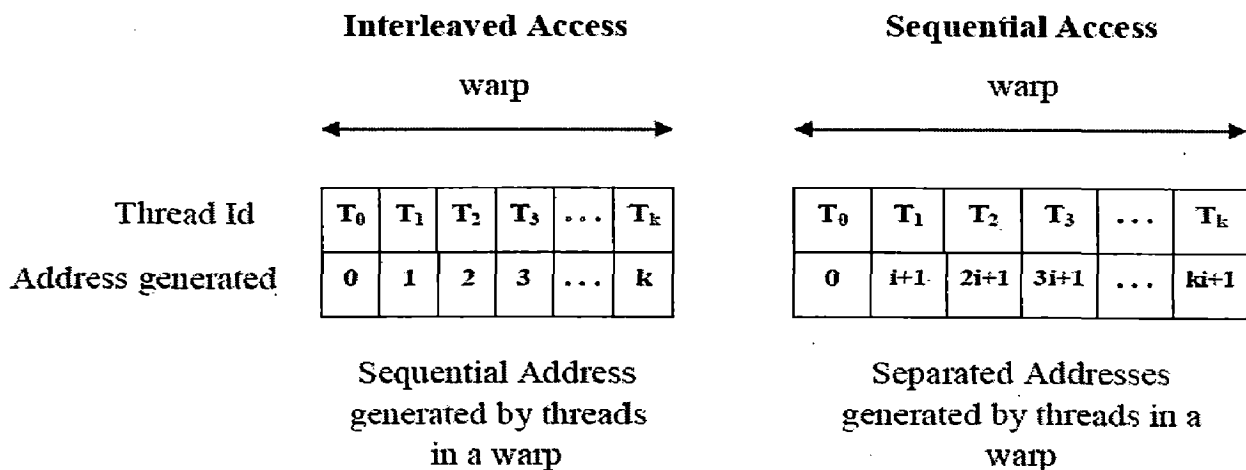 Interleaved Access
Sequential Access
warp
warp
Thread Id
T₀ T₁ T₂ T₃ ... Tₖ
T₀ T₁ T₂ T₃ ... Tₖ
Address generated
0 1 2 3 ... k
0 i+1 2i+1 3i+1 ... ki+1
Sequential Address
generated by threads
in a warp
Separated Addresses
generated by threads in a
warp